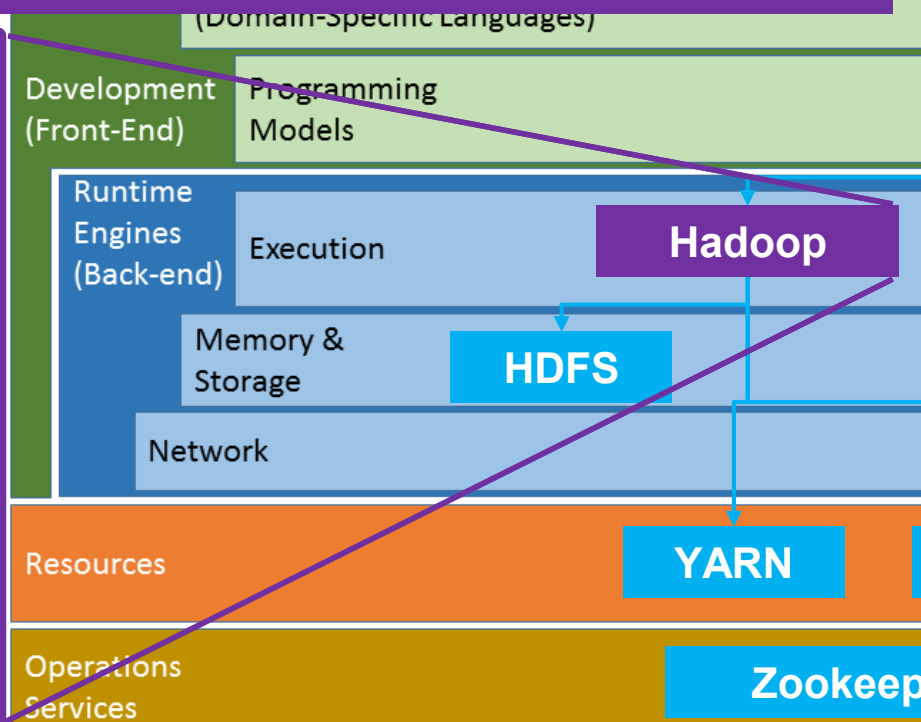 (Domain-Specific Languages)
Development
(Front-End)
Programming
Models
Runtime
Engines
(Back-end)
Execution
Hadoop
Memory &
Storage
HDFS
Network
Resources
YARN
Operations
Services
Zookeep